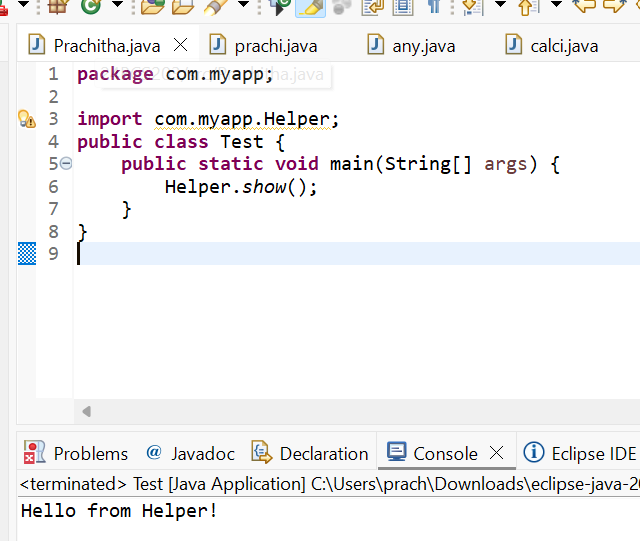 Prachitha.java
prachi.java
any.java
calci.java
1 package com.myapp;
2
3 import com.myapp.Helper;
4 public class Test {
5 public static void main(String[] args) {
6 Helper.show();
7 }
8 }
9
Problems @ Javadoc Declaration Console Eclipse IDE
<terminated> Test [Java Application] C:\Users\prach\Downloads\eclipse-java-20
Hello from Helper!